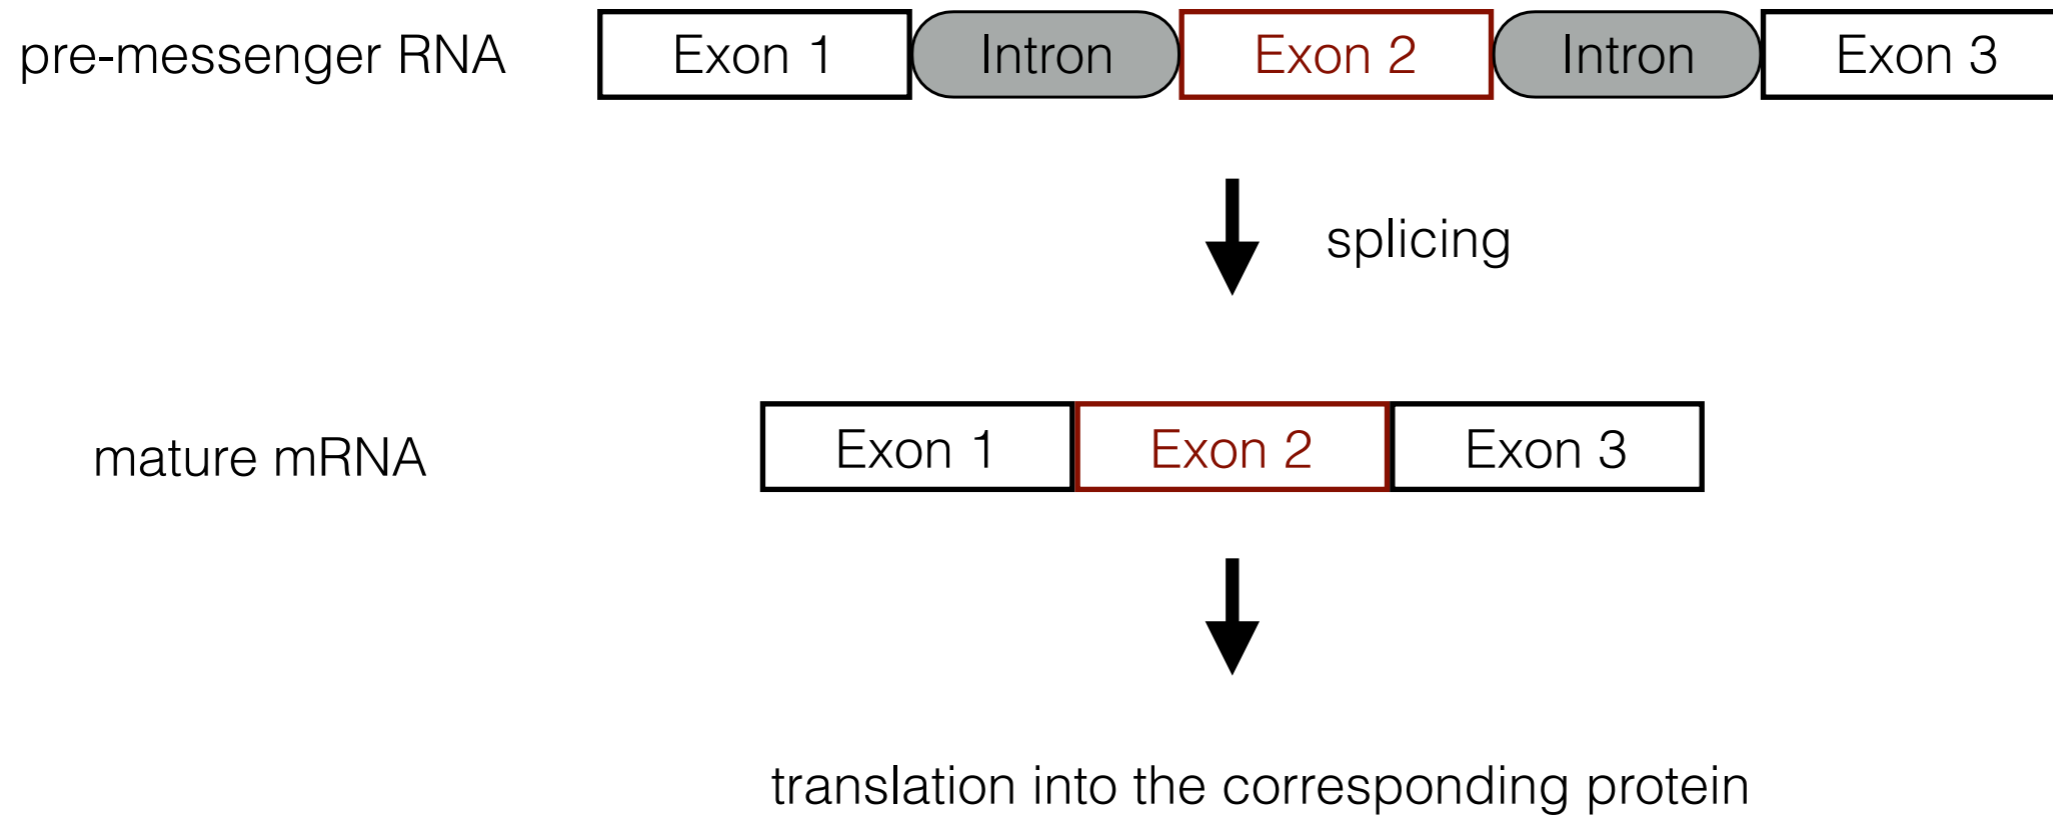 pre-messenger RNA Exon 1 Intron Exon 2 Intron Exon 3
splicing
mature mRNA Exon 1 Exon 2 Exon 3
translation into the corresponding protein